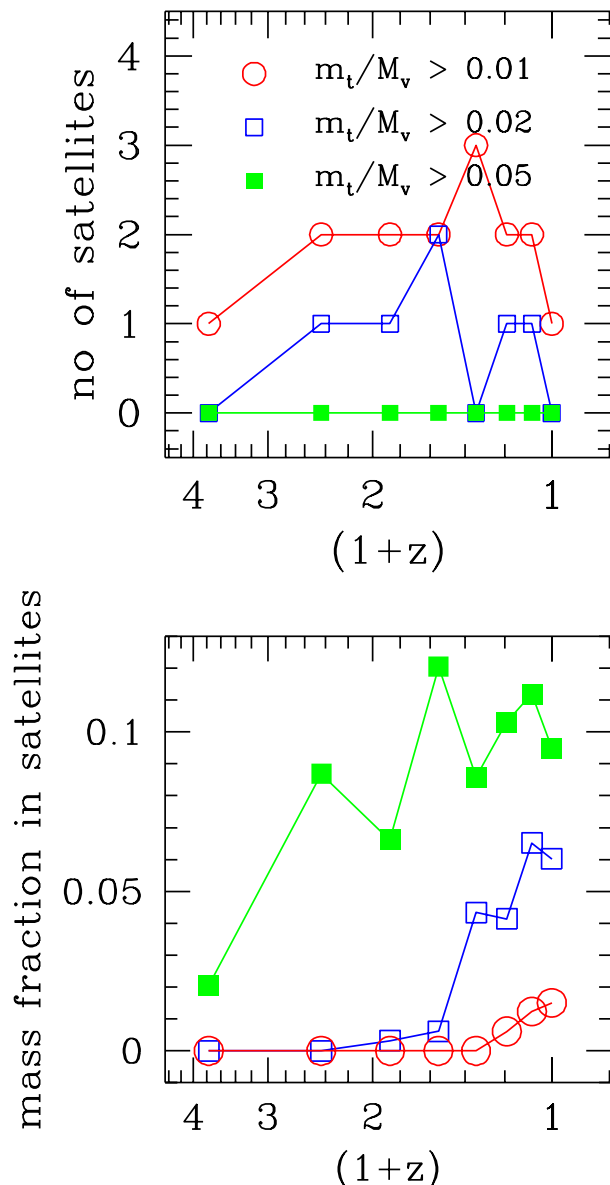 4
3
2
1
0
no of satellites
m_t/M_v > 0.01
m_t/M_v > 0.02
m_t/M_v > 0.05
4 3 2 1
(1+z)
0.1
0.05
0
mass fraction in satellites
4 3 2 1
(1+z)